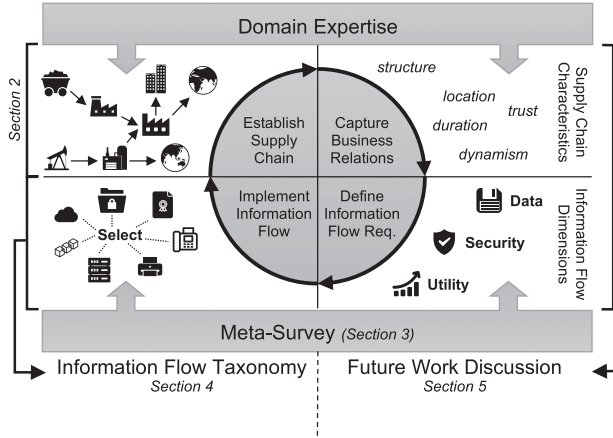 Domain Expertise
Section 2
structure
location
trust
duration
dynamism
Supply Chain
Characteristics
Establish
Supply
Chain
Capture
Business
Relations
Implement
Information
Flow
Define
Information
Flow Req.
Select
Data
Security
Utility
Information Flow
Dimensions
Meta-Survey (Section 3)
Information Flow Taxonomy
Section 4
Future Work Discussion
Section 5